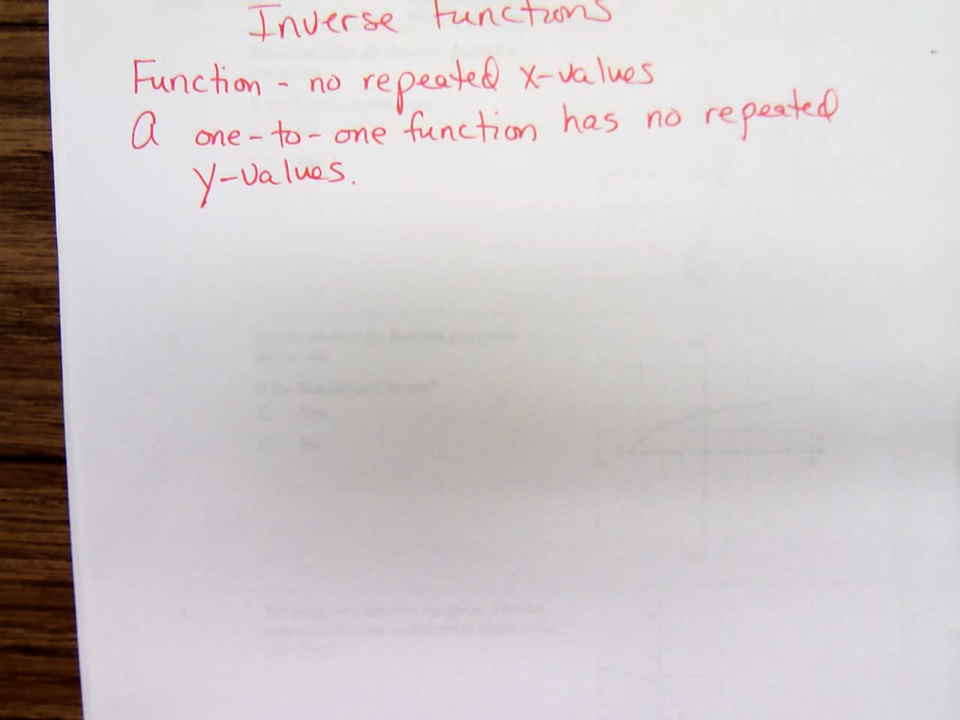 Inverse functions
Function - no repeated x-values
A one-to-one function has no repeated
y-values.